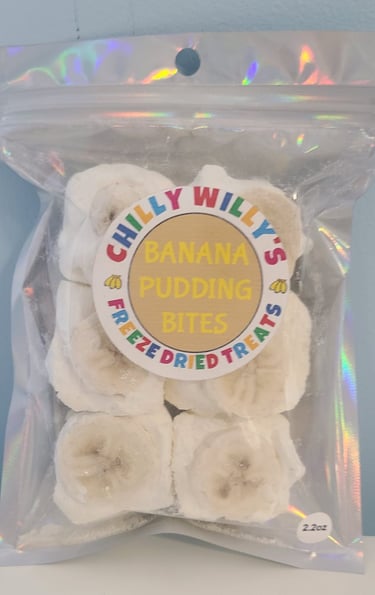 CHILLY WILLY'S
BANANA
PUDDING
BITES
FREEZE DRIED TREATS
2.2oz